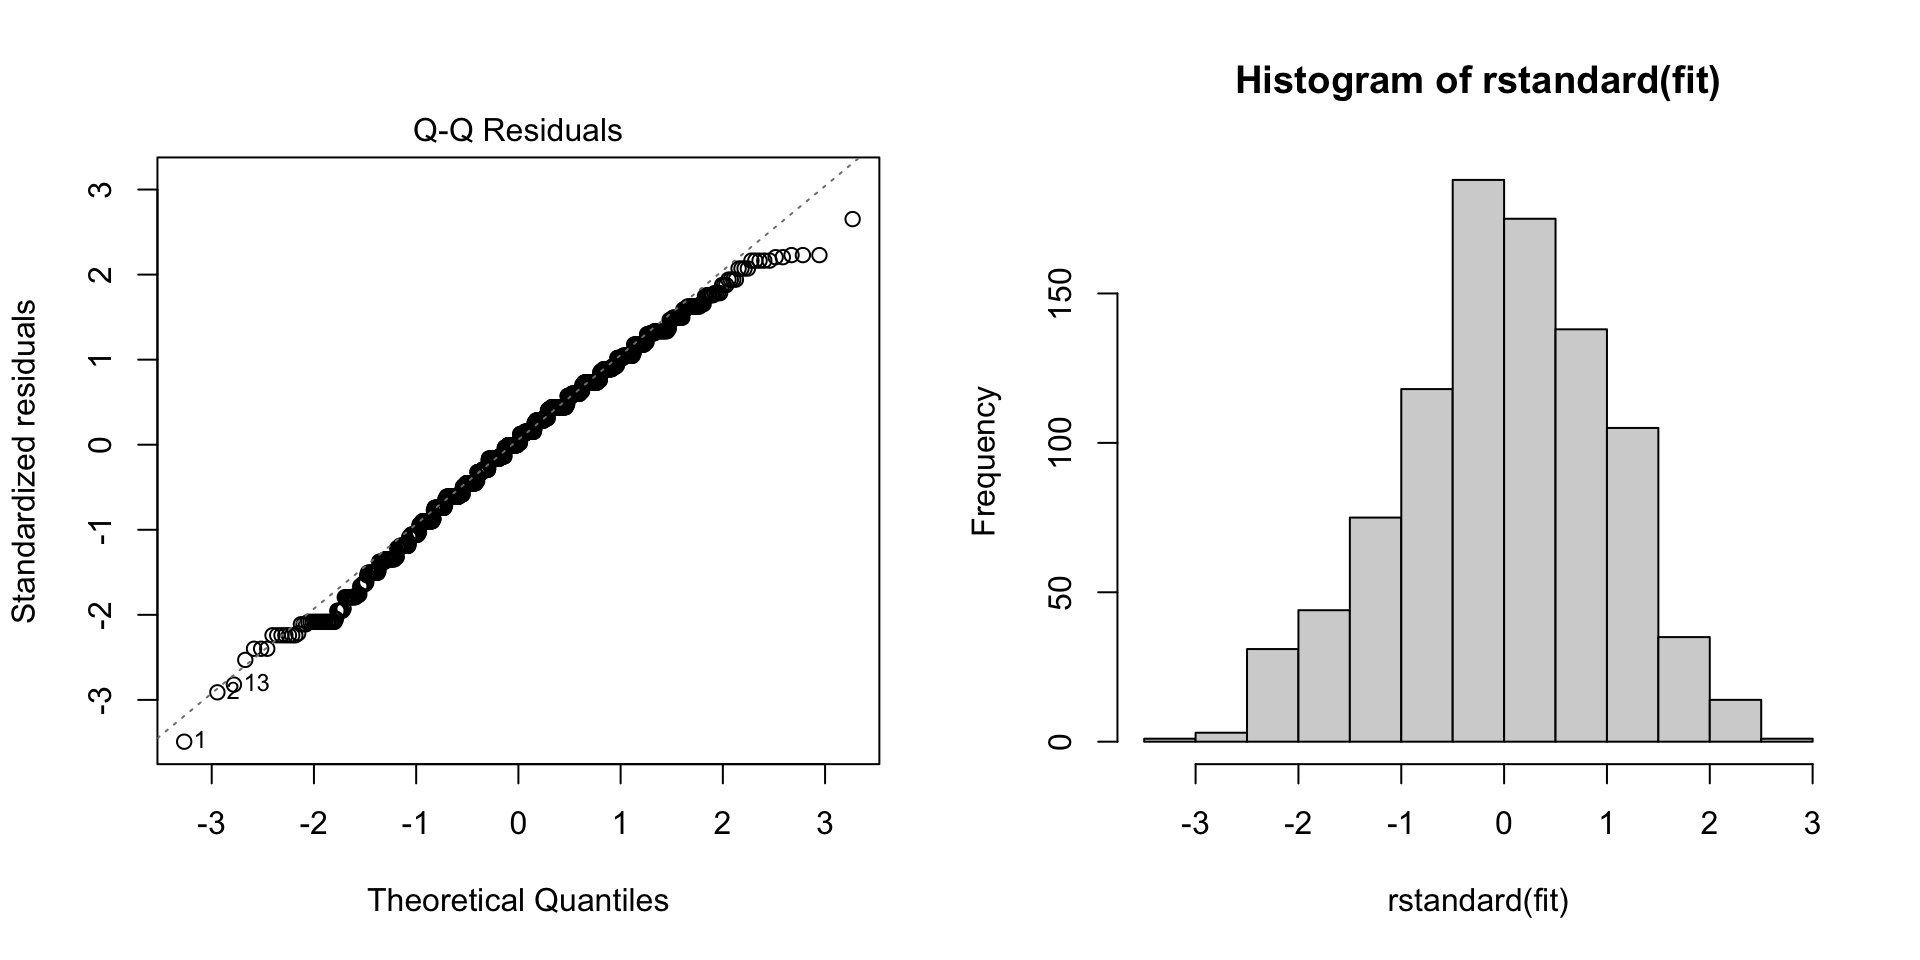 Q-Q Residuals
Standardized residuals
3
2
1
0
-1
-2
-3
13
2
1
-3 -2 -1 0 1 2 3
Theoretical Quantiles
Histogram of rstandard(fit)
Frequency
150
100
50
0
-3 -2 -1 0 1 2 3
rstandard(fit)